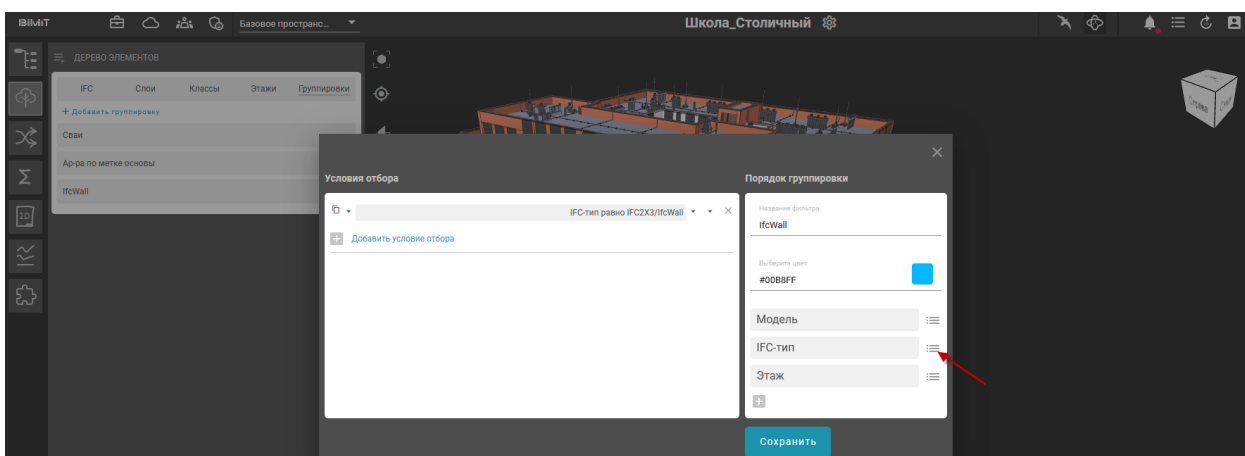 BIMIT
Базовое пространс...
Школа_Столичный
ДЕРЕВО ЭЛЕМЕНТОВ
IFC Слои Классы Этажи Группировки
+ Добавить группировку
Сваи
Ар-ра по метке основы
IfcWall
Условия отбора
IFC-тип равно IFC2X3/IfcWall
Добавить условие отбора
Порядок группировки
Название фильтра
IfcWall
Выберите цвет
#00B8FF
Модель
IFC-тип
Этаж
Сохранить
1D
Справа